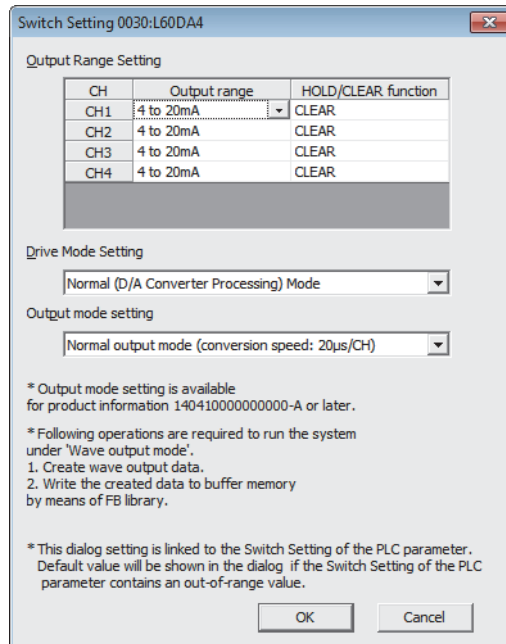 Switch Setting 0030:L60DA4
Output Range Setting
CH Output range HOLD/CLEAR function
CH1 4 to 20mA CLEAR
CH2 4 to 20mA CLEAR
CH3 4 to 20mA CLEAR
CH4 4 to 20mA CLEAR
Drive Mode Setting
Normal (D/A Converter Processing) Mode
Output mode setting
Normal output mode (conversion speed: 20μs/CH)
* Output mode setting is available
for product information 140410000000000-A or later.
* Following operations are required to run the system
under 'Wave output mode'.
1. Create wave output data.
2. Write the created data to buffer memory
by means of FB library.
* This dialog setting is linked to the Switch Setting of the PLC parameter.
Default value will be shown in the dialog if the Switch Setting of the PLC
parameter contains an out-of-range value.
OK Cancel